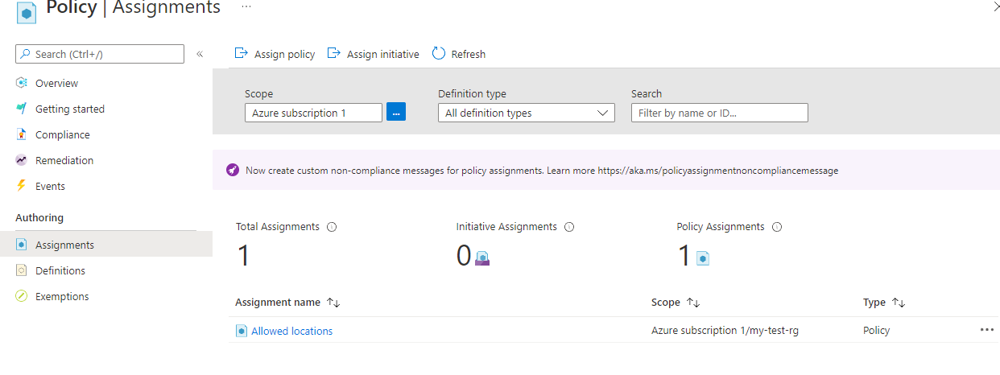 Policy | Assignments ...
Search (Ctrl+/)
«
Overview
Getting started
Compliance
Remediation
Events
Authoring
Assignments
Definitions
Exemptions
Assign policy Assign initiative Refresh
Scope Definition type Search
Azure subscription 1 ... All definition types Filter by name or ID...
Now create custom non-compliance messages for policy assignments. Learn more https://aka.ms/policyassignmentnoncompliancemessage
Total Assignments Initiative Assignments Policy Assignments
1 0 1
Assignment name ↑↓ Scope ↑↓ Type ↑↓
Allowed locations Azure subscription 1/my-test-rg Policy ...